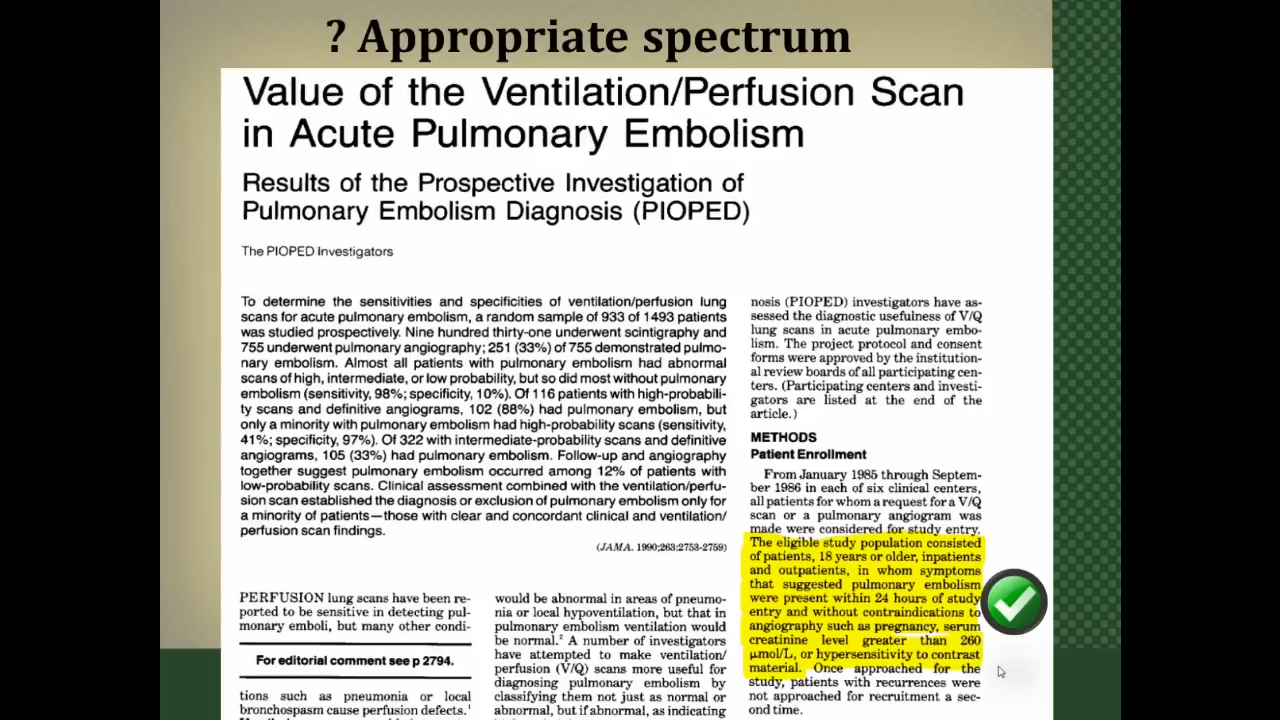 ? Appropriate spectrum
Value of the Ventilation/Perfusion Scan
in Acute Pulmonary Embolism
Results of the Prospective Investigation of
Pulmonary Embolism Diagnosis (PIOPED)
The PIOPED Investigators
To determine the sensitivities and specificities of ventilation/perfusion lung
scans for acute pulmonary embolism, a random sample of 933 of 1493 patients
was studied prospectively. Nine hundred thirty-one underwent scintigraphy and
755 underwent pulmonary angiography; 251 (33%) of 755 demonstrated pulmo-
nary embolism. Almost all patients with pulmonary embolism had abnormal
scans of high, intermediate, or low probability, but so did most without pulmonary
embolism (sensitivity, 98%; specificity, 10%). Of 116 patients with high-probabili-
ty scans and definitive angiograms, 102 (88%) had pulmonary embolism, but
only a minority with pulmonary embolism had high-probability scans (sensitivity,
41%; specificity, 97%). Of 322 with intermediate-probability scans and definitive
angiograms, 105 (33%) had pulmonary embolism. Follow-up and angiography
together suggest pulmonary embolism occurred among 12% of patients with
low-probability scans. Clinical assessment combined with the ventilation/perfu-
sion scan established the diagnosis or exclusion of pulmonary embolism only for
a minority of patients—those with clear and concordant clinical and ventilation/
perfusion scan findings.
(JAMA. 1990;263:2753-2759)
PERFUSION lung scans have been re-
ported to be sensitive in detecting pul-
monary emboli, but many other condi-
For editorial comment see p 2794.
tions such as pneumonia or local
bronchospasm cause perfusion defects.1
would be abnormal in areas of pneumo-
nia or local hypoventilation, but that in
pulmonary embolism ventilation would
be normal.2 A number of investigators
have attempted to make ventilation/
perfusion (V/Q) scans more useful for
diagnosing pulmonary embolism by
classifying them not just as normal or
abnormal, but if abnormal, as indicating
nosis (PIOPED) investigators have as-
sessed the diagnostic usefulness of V/Q
lung scans in acute pulmonary embo-
lism. The project protocol and consent
forms were approved by the institution-
al review boards of all participating cen-
ters. (Participating centers and investi-
gators are listed at the end of the
article.)
METHODS
Patient Enrollment
From January 1985 through Septem-
ber 1986 in each of six clinical centers,
all patients for whom a request for a V/Q
scan or a pulmonary angiogram was
made were considered for study entry.
The eligible study population consisted
of patients, 18 years or older, inpatients
and outpatients, in whom symptoms
that suggested pulmonary embolism
were present within 24 hours of study
entry and without contraindications to
angiography such as pregnancy, serum
creatinine level greater than 260
µmol/L, or hypersensitivity to contrast
material. Once approached for the
study, patients with recurrences were
not approached for recruitment a sec-
ond time.